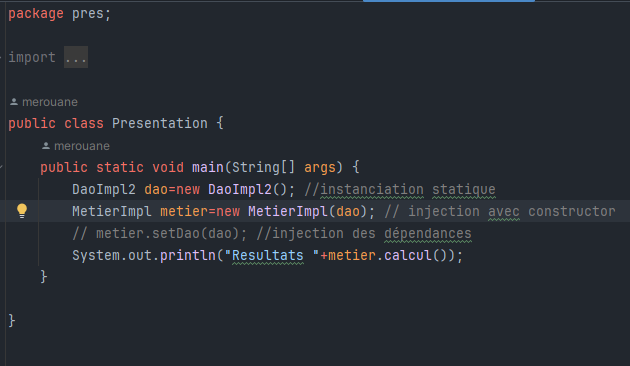 package pres;
import ...
merouane
public class Presentation {
merouane
public static void main(String[] args) {
DaoImpl2 dao=new DaoImpl2(); //instanciation statique
MetierImpl metier=new MetierImpl(dao); // injection avec constructor
// metier.setDao(dao); //injection des dépendances
System.out.println("Resultats "+metier.calcul());
}
}